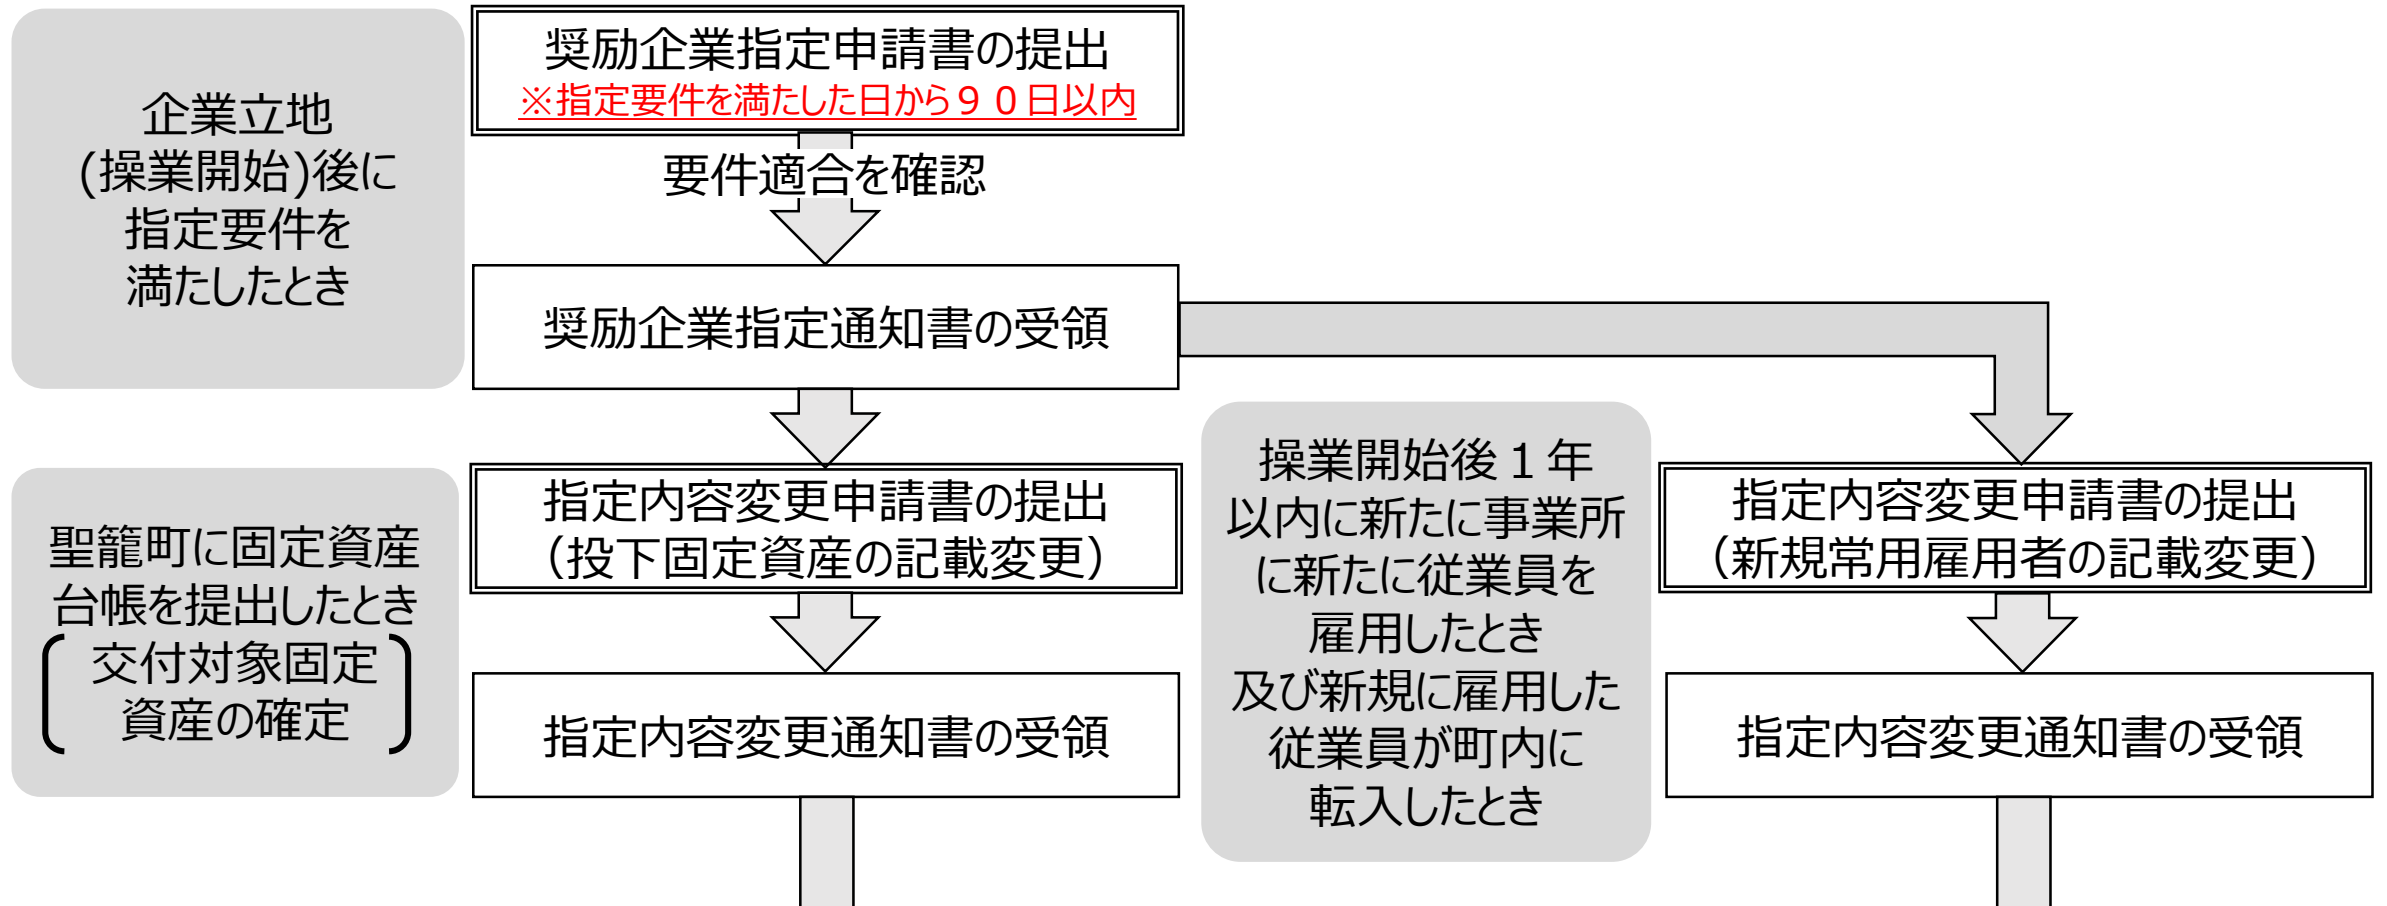 企業立地
(操業開始)後に
指定要件を
満たしたとき
奨励企業指定申請書の提出
※指定要件を満たした日から９０日以内
要件適合を確認
奨励企業指定通知書の受領
聖籠町に固定資産
台帳を提出したとき
交付対象固定
資産の確定
指定内容変更申請書の提出
（投下固定資産の記載変更）
指定内容変更通知書の受領
操業開始後１年
以内に新たに事業所
に新たに従業員を
雇用したとき
及び新規に雇用した
従業員が町内に
転入したとき
指定内容変更申請書の提出
（新規常用雇用者の記載変更）
指定内容変更通知書の受領